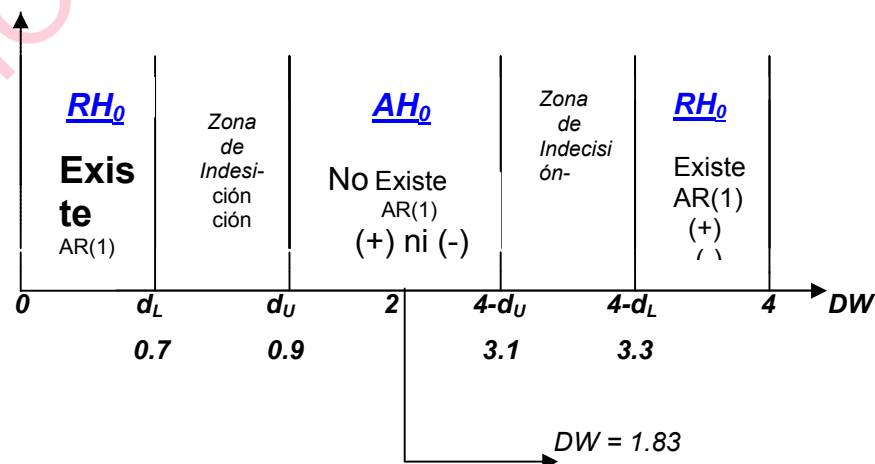 RH0
Exis
te
AR(1)
Zona
de
Indesi-
ción
ción
AH0
No Existe
AR(1)
(+) ni (-)
Zona
de
Indecisi
ón-
RH0
Existe
AR(1)
(+)
0 dL dU 2 4-dU 4-dL 4 DW
0.7 0.9 3.1 3.3
DW = 1.83